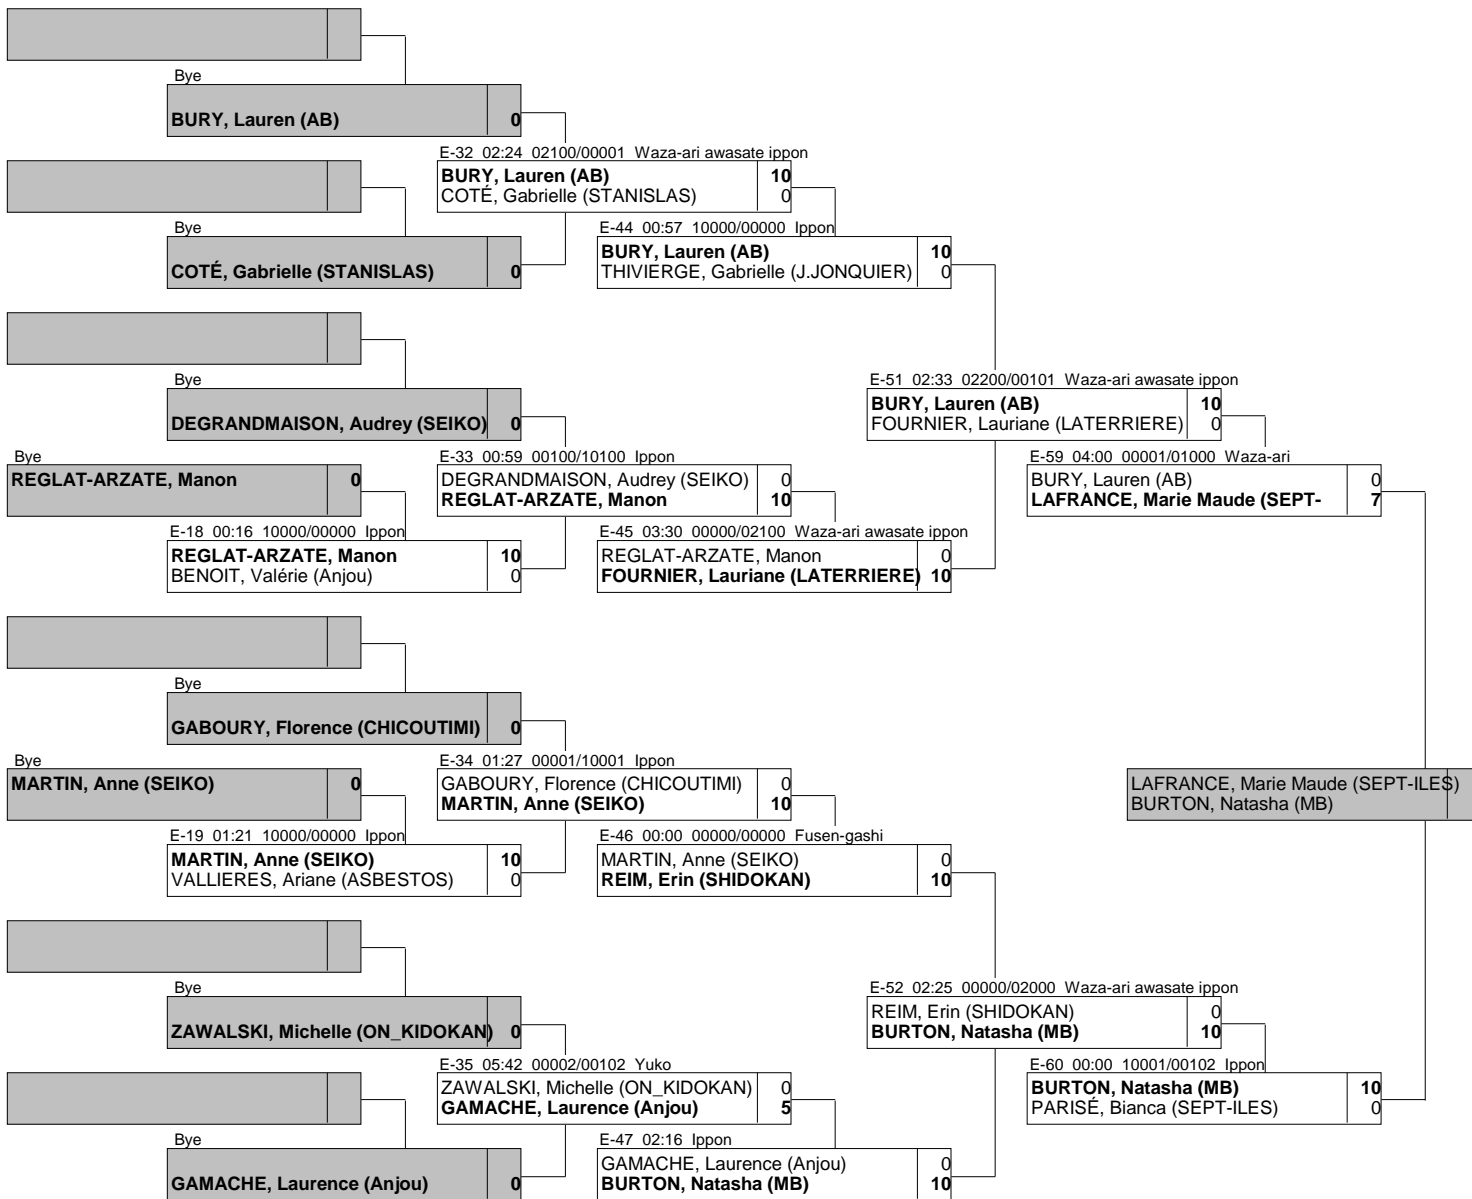 Bye
BURY, Lauren (AB) 0
E-32 02:24 02100/00001 Waza-ari awasate ippon
BURY, Lauren (AB) 10
COTÉ, Gabrielle (STANISLAS) 0
Bye
COTÉ, Gabrielle (STANISLAS) 0
E-44 00:57 10000/00000 Ippon
BURY, Lauren (AB) 10
THIVIERGE, Gabrielle (J.JONQUIER) 0
Bye
DEGRANDMAISON, Audrey (SEIKO) 0
E-51 02:33 02200/00101 Waza-ari awasate ippon
BURY, Lauren (AB) 10
FOURNIER, Lauriane (LATERRIERE) 0
Bye
REGLAT-ARZATE, Manon 0
E-33 00:59 00100/10100 Ippon
DEGRANDMAISON, Audrey (SEIKO) 0
REGLAT-ARZATE, Manon 10
E-59 04:00 00001/01000 Waza-ari
BURY, Lauren (AB) 0
LAFRANCE, Marie Maude (SEPT- 7
E-18 00:16 10000/00000 Ippon
REGLAT-ARZATE, Manon 10
BENOIT, Valérie (Anjou) 0
E-45 03:30 00000/02100 Waza-ari awasate ippon
REGLAT-ARZATE, Manon 0
FOURNIER, Lauriane (LATERRIERE) 10
Bye
GABOURY, Florence (CHICOUTIMI) 0
Bye
MARTIN, Anne (SEIKO) 0
E-34 01:27 00001/10001 Ippon
GABOURY, Florence (CHICOUTIMI) 0
MARTIN, Anne (SEIKO) 10
LAFRANCE, Marie Maude (SEPT-ILES)
BURTON, Natasha (MB)
E-19 01:21 10000/00000 Ippon
MARTIN, Anne (SEIKO) 10
VALLIERES, Ariane (ASBESTOS) 0
E-46 00:00 00000/00000 Fusen-gashi
MARTIN, Anne (SEIKO) 0
REIM, Erin (SHIDOKAN) 10
Bye
ZAWALSKI, Michelle (ON_KIDOKAN) 0
E-52 02:25 00000/02000 Waza-ari awasate ippon
REIM, Erin (SHIDOKAN) 0
BURTON, Natasha (MB) 10
E-35 05:42 00002/00102 Yuko
ZAWALSKI, Michelle (ON_KIDOKAN) 0
GAMACHE, Laurence (Anjou) 5
E-60 00:00 10001/00102 Ippon
BURTON, Natasha (MB) 10
PARISÉ, Bianca (SEPT-ILES) 0
Bye
GAMACHE, Laurence (Anjou) 0
E-47 02:16 Ippon
GAMACHE, Laurence (Anjou) 0
BURTON, Natasha (MB) 10